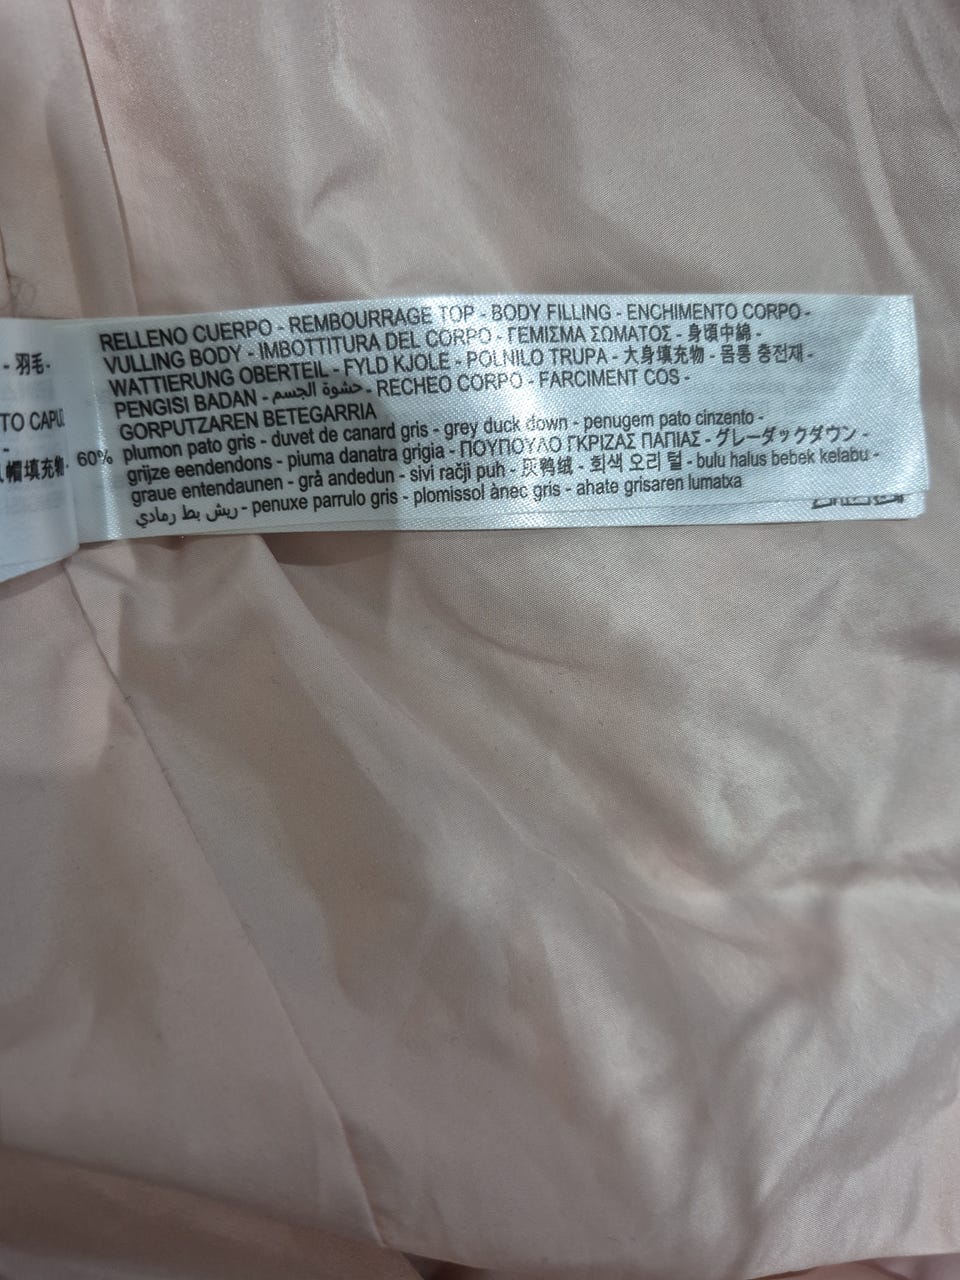 - 羽毛-
TO CAPU
帽填充物-
RELLENO CUERPO - REMBOURRAGE TOP - BODY FILLING - ENCHIMENTO CORPO -
VULLING BODY - IMBOTTITURA DEL CORPO - ΓΕΜΙΣΜΑ ΣΩΜΑΤΟΣ - 身頃中綿 -
WATTIERUNG OBERTEIL - FYLD KJOLE - POLNILO TRUPA - 大身填充物 - 몸통 충전재 -
PENGISI BADAN - حشوة الجسم - RECHEO CORPO - FARCIMENT COS -
GORPUTZAREN BETEGARRIA
60% plumon pato gris - duvet de canard gris - grey duck down - penugem pato cinzento -
grijze eendendons - piuma danatra grigia - ΠΟΥΠΟΥΛΟ ΓΚΡΙΖΑΣ ΠΑΠΙΑΣ - グレーダックダウン -
graue entendaunen - grå andedun - sivi račji puh - 灰鸭绒 - 회색 오리 털 - bulu halus bebek kelabu -
ريش بط رمادي - penuxe parrulo gris - plomissol ànec gris - ahate grisaren lumatxa